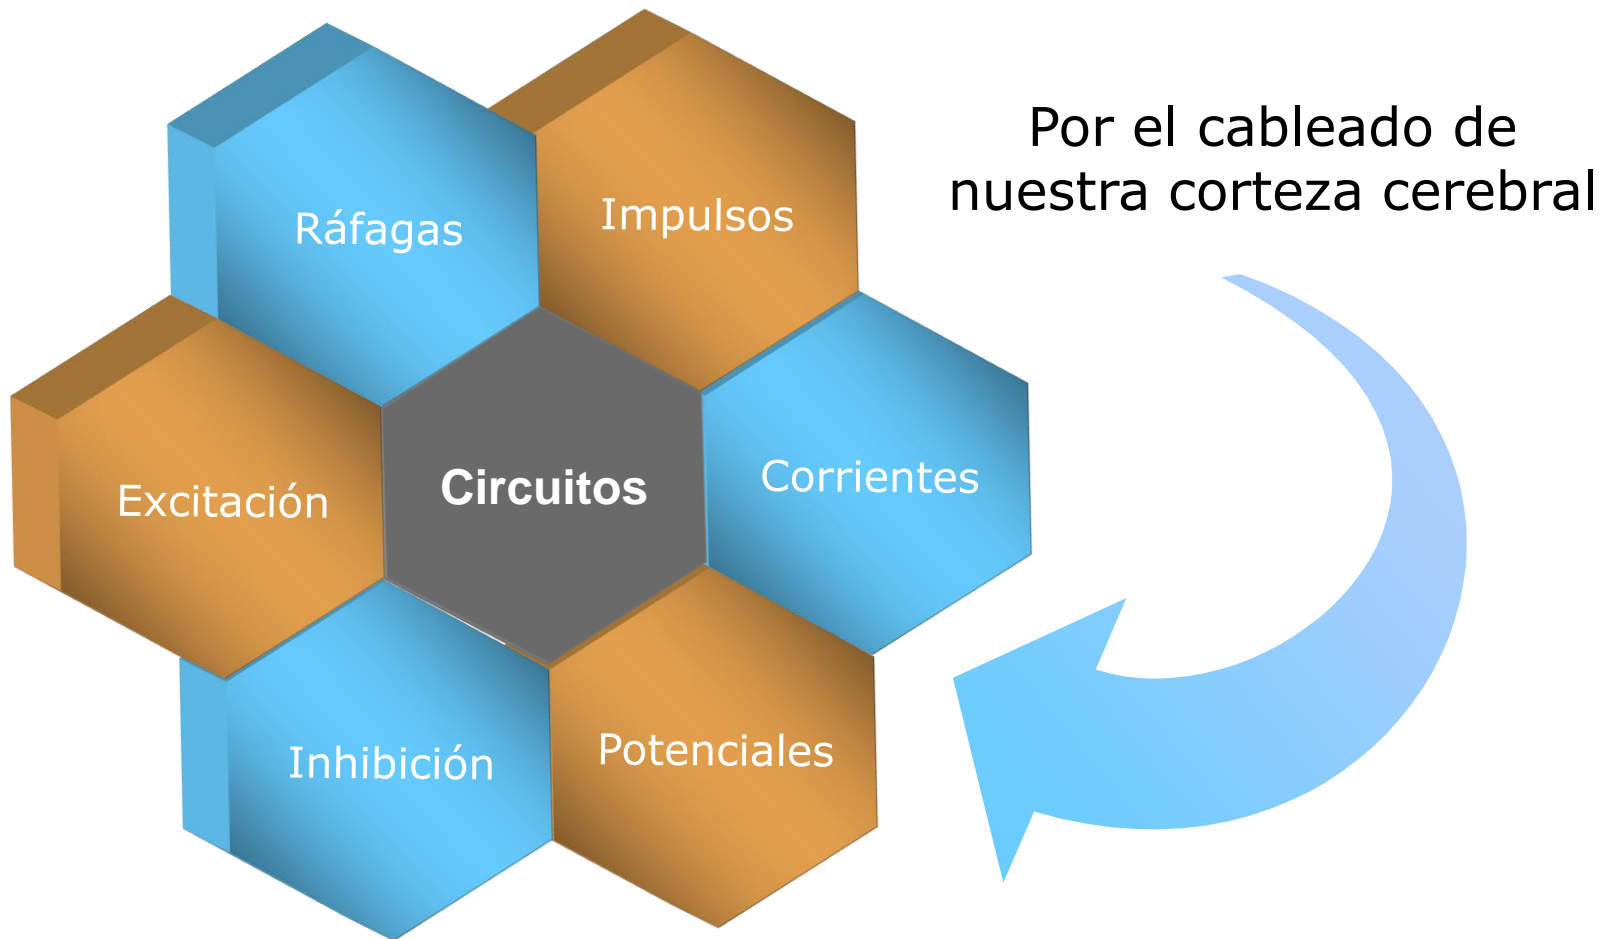 Por el cableado de
nuestra corteza cerebral
Ráfagas
Impulsos
Excitación
Circuitos
Corrientes
Inhibición
Potenciales